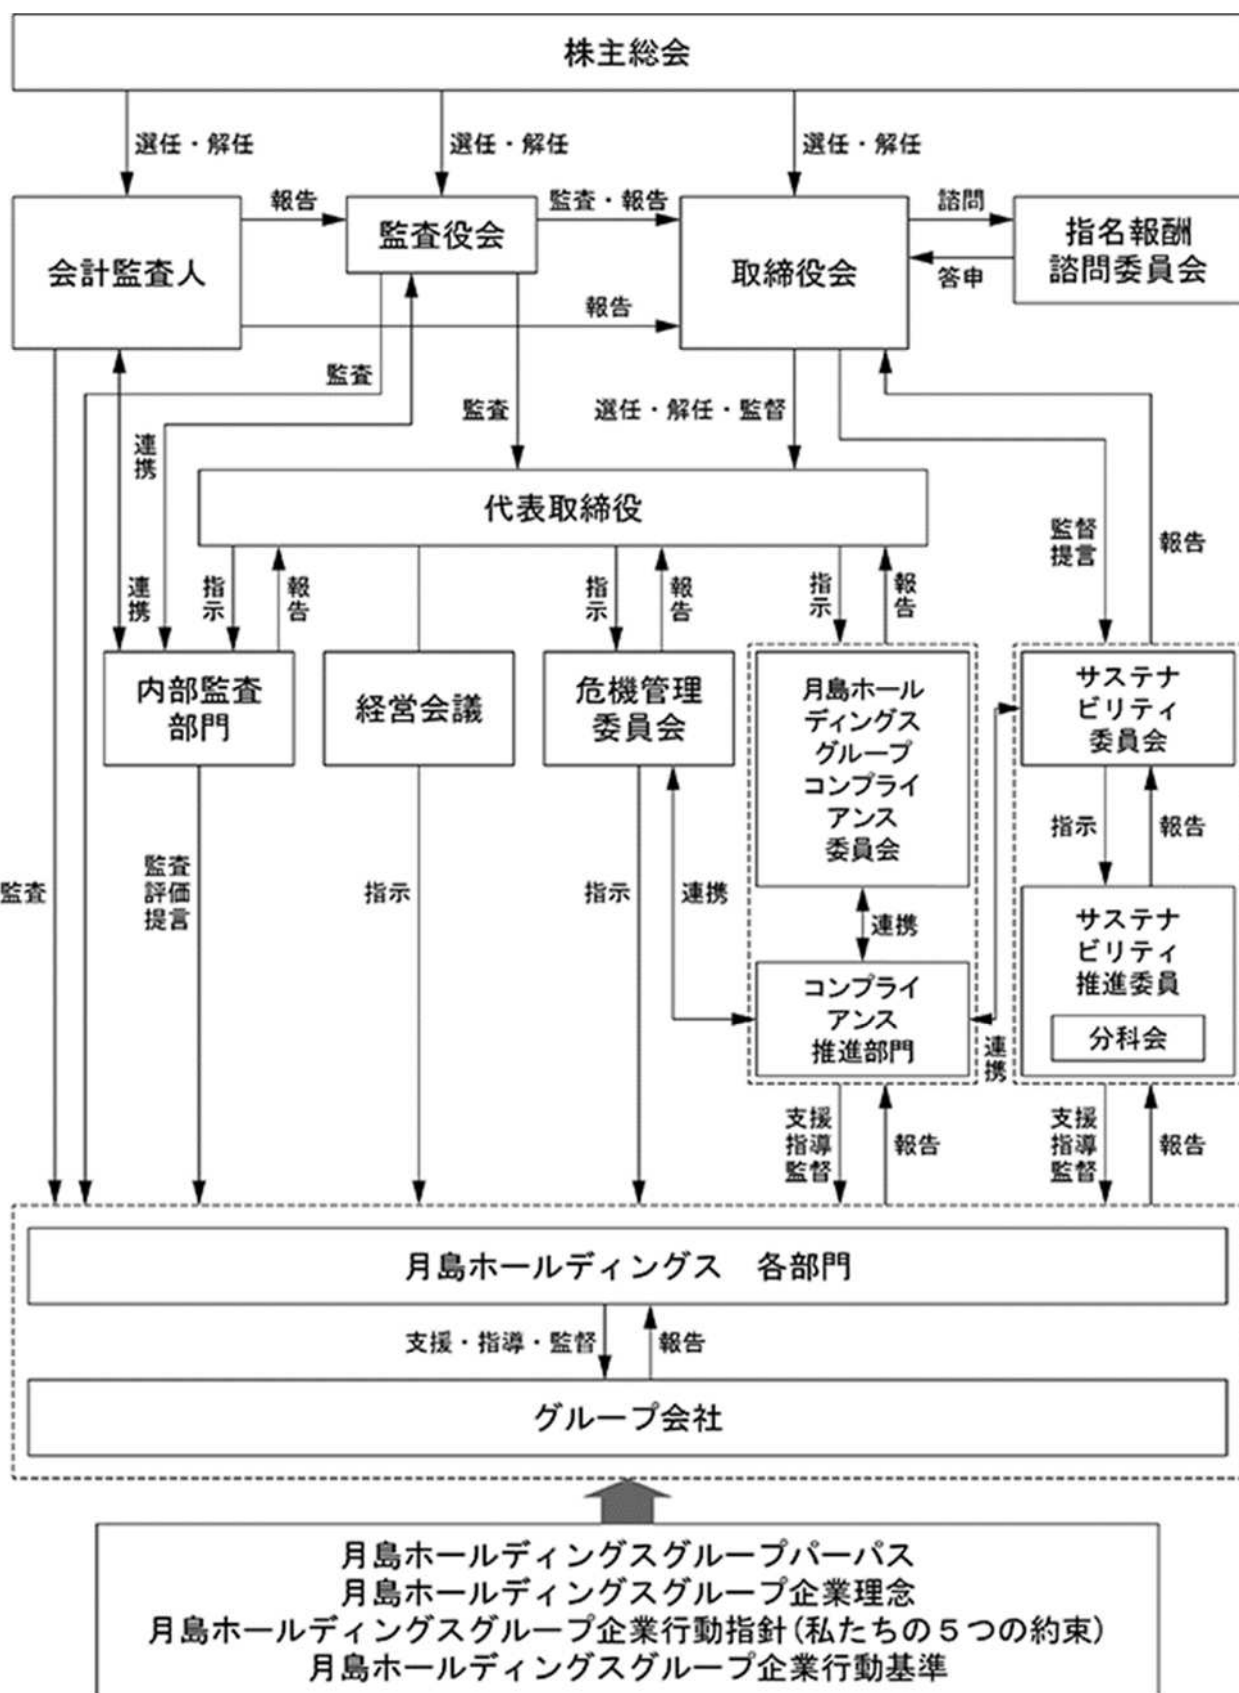 株主総会
選任・解任
選任・解任
選任・解任
会計監査人
報告
監査役会
監査・報告
取締役会
諮問
答申
指名報酬
諮問委員会
報告
監査
監査
選任・解任・監督
連携
代表取締役
監督
提言
報告
連携
指示
報告
指示
報告
指示
報告
内部監査
部門
経営会議
危機管理
委員会
月島ホール
ディングス
グループ
コンプライ
アンス
委員会
サステナ
ビリティ
委員会
指示
報告
監査
監査
評価
提言
指示
指示
連携
連携
コンプライ
アンス
推進部門
連携
サステナ
ビリティ
推進委員
分科会
支援
指導
監督
報告
支援
指導
監督
報告
月島ホールディングス 各部門
支援・指導・監督
報告
グループ会社
月島ホールディングスグループパーパス
月島ホールディングスグループ企業理念
月島ホールディングスグループ企業行動指針(私たちの5つの約束)
月島ホールディングスグループ企業行動基準